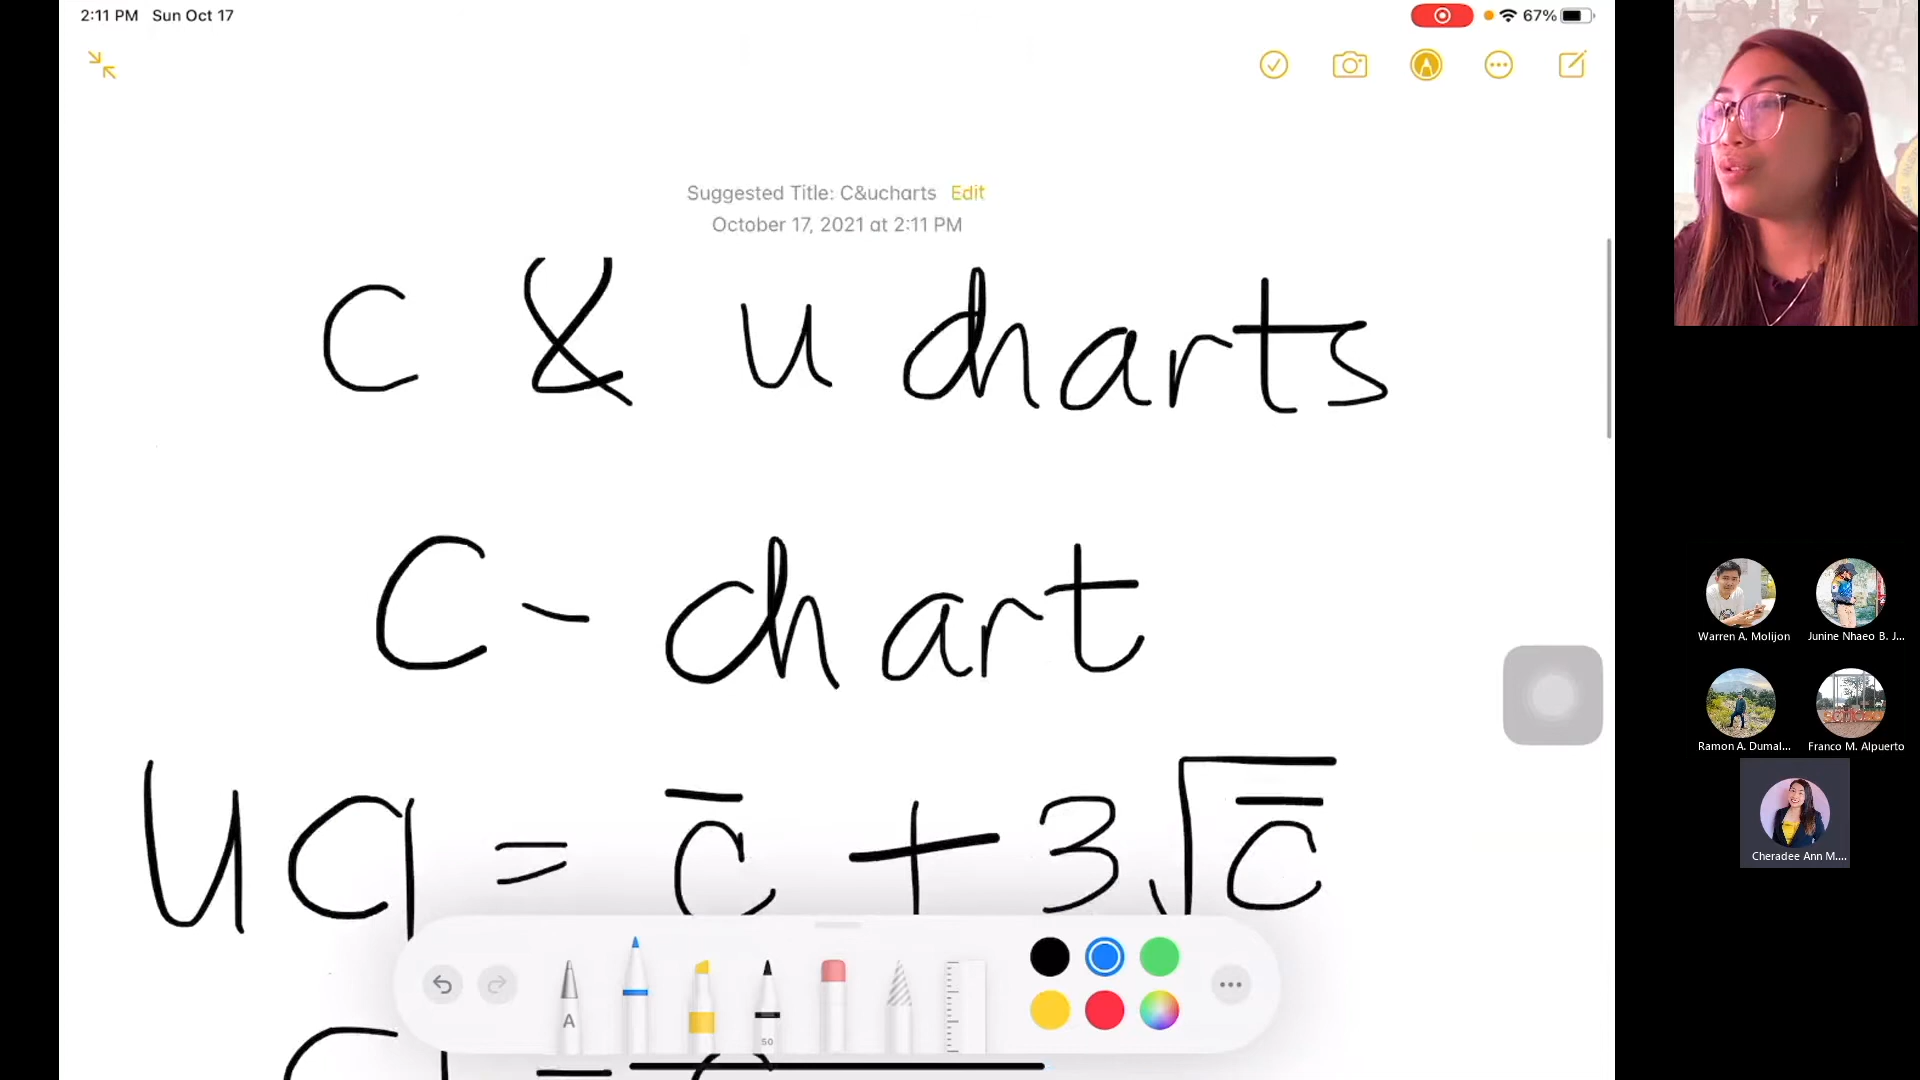 2:11 PM Sun Oct 17
67%
Suggested Title: C&ucharts Edit
October 17, 2021 at 2:11 PM
C & u charts
C - chart
UCl = c̄ + 3√c̄
Cl = c
A
50
Warren A. Molijon
Junine Nhaeo B. J...
Ramon A. Dumal...
Franco M. Alpuerto
Cheradee Ann M....